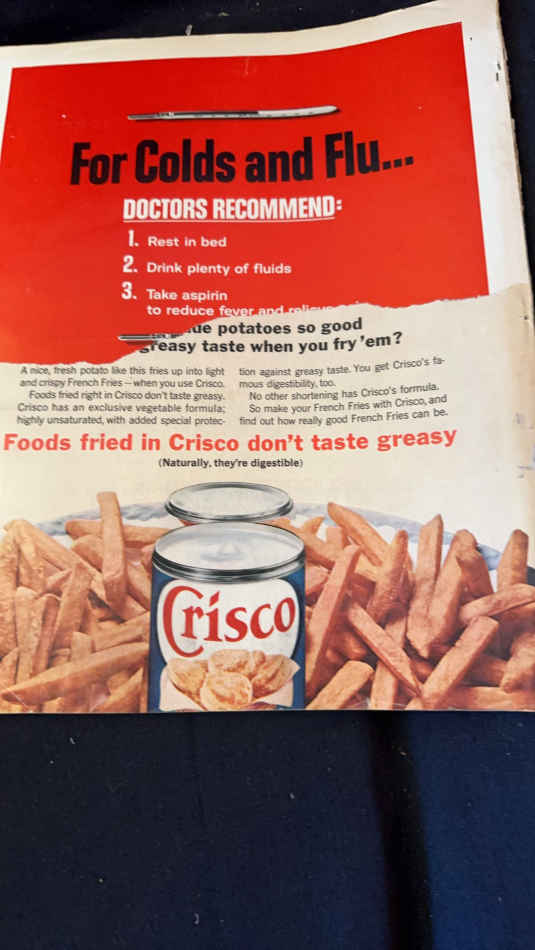 For Colds and Flu...
DOCTORS RECOMMEND:
1. Rest in bed
2. Drink plenty of fluids
3. Take aspirin
to reduce fever and
potatoes so good
greasy taste when you fry 'em?
A nice, fresh potato like this fries up into light
and crispy French Fries—when you use Crisco.
Foods fried right in Crisco don't taste greasy.
Crisco has an exclusive vegetable formula;
highly unsaturated, with added special protec-
tion against greasy taste. You get Crisco's fa-
mous digestibility, too.
No other shortening has Crisco's formula.
So make your French Fries with Crisco, and
find out how really good French Fries can be.
Foods fried in Crisco don't taste greasy
(Naturally, they're digestible)
Crisco